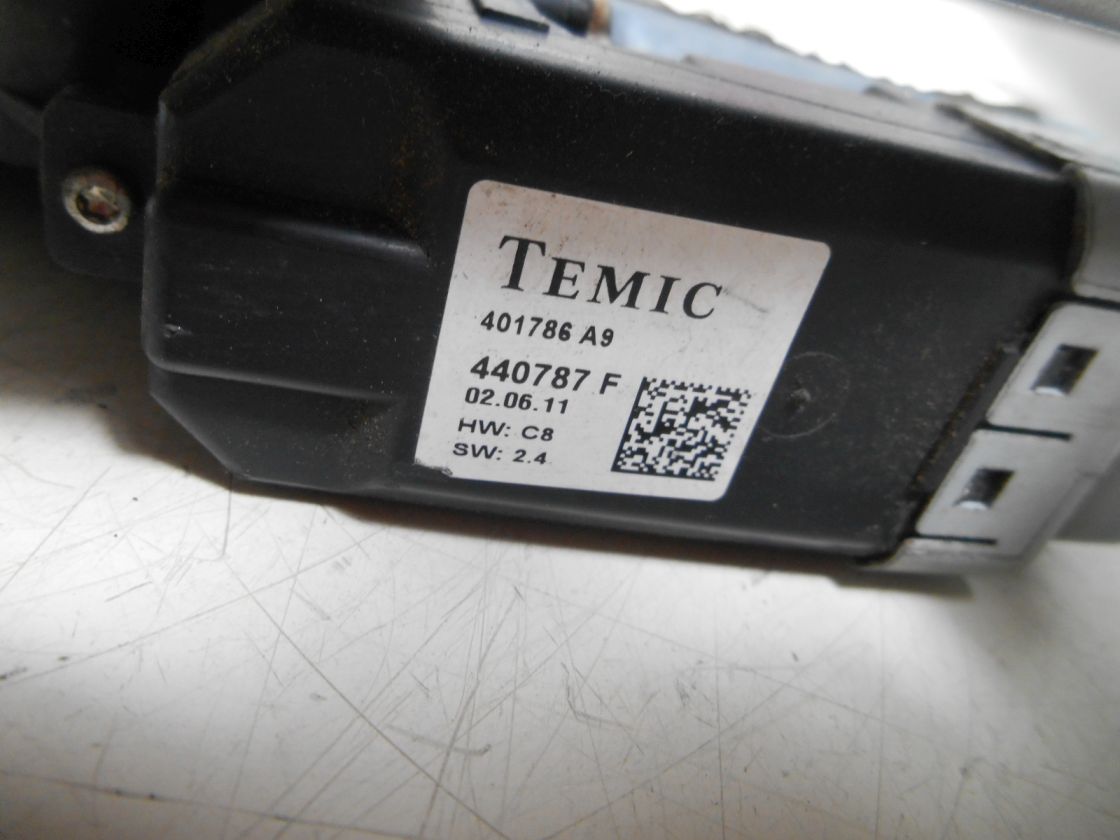 TEMIC
401786 A9
440787 F
02.06.11
HW: C8
SW: 2.4